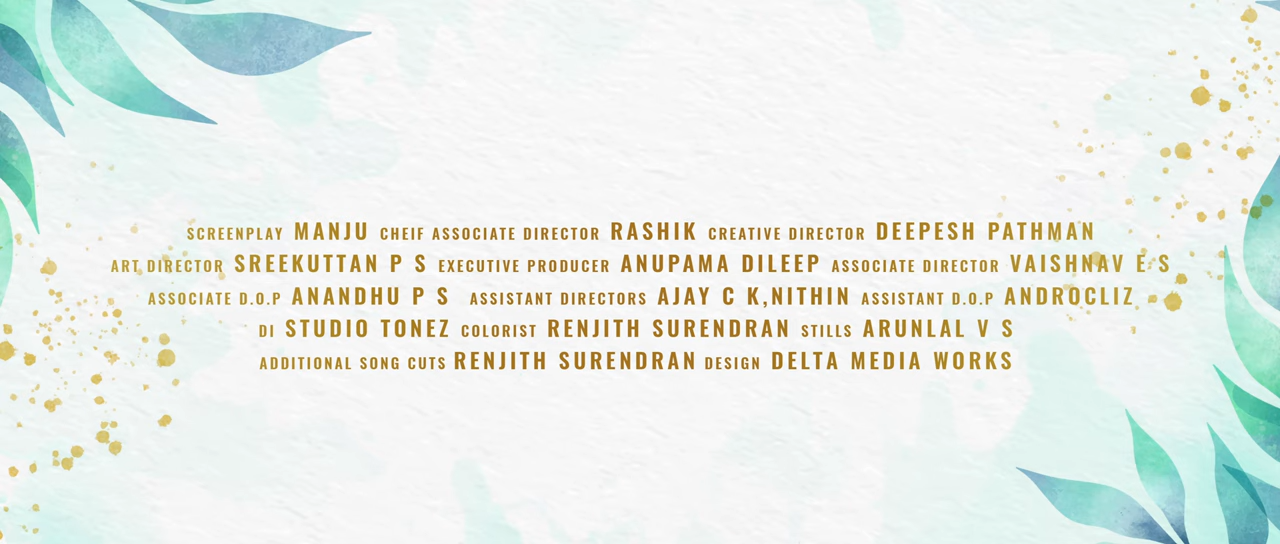 SCREENPLAY MANJU CHEIF ASSOCIATE DIRECTOR RASHIK CREATIVE DIRECTOR DEEPESH PATHMAN
ART DIRECTOR SREEKUTTAN P S EXECUTIVE PRODUCER ANUPAMA DILEEP ASSOCIATE DIRECTOR VAISHNAV E S
ASSOCIATE D.O.P ANANDHU P S ASSISTANT DIRECTORS AJAY C K,NITHIN ASSISTANT D.O.P ANDROCLIZ
DI STUDIO TONEZ COLORIST RENJITH SURENDRAN STILLS ARUNLAL V S
ADDITIONAL SONG CUTS RENJITH SURENDRAN DESIGN DELTA MEDIA WORKS